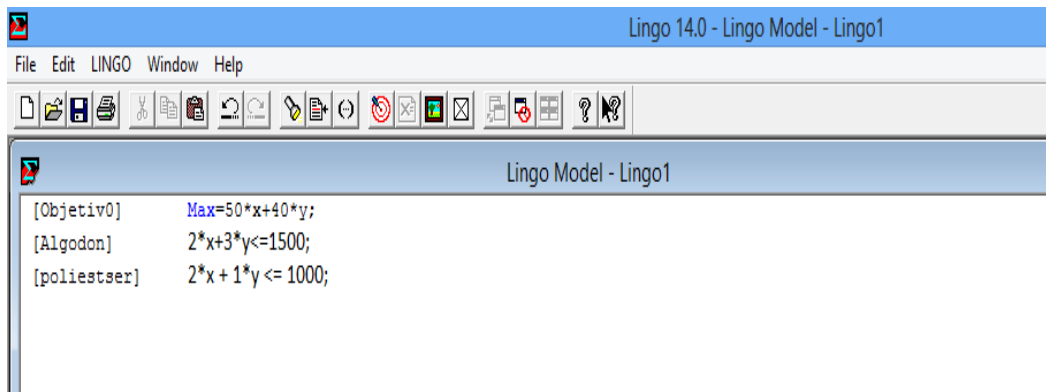 Lingo 14.0 - Lingo Model - Lingo1
File Edit LINGO Window Help
Lingo Model - Lingo1
[Objetiv0] Max=50*x+40*y;
[Algodon] 2*x+3*y<=1500;
[poliestser] 2*x + 1*y <= 1000;